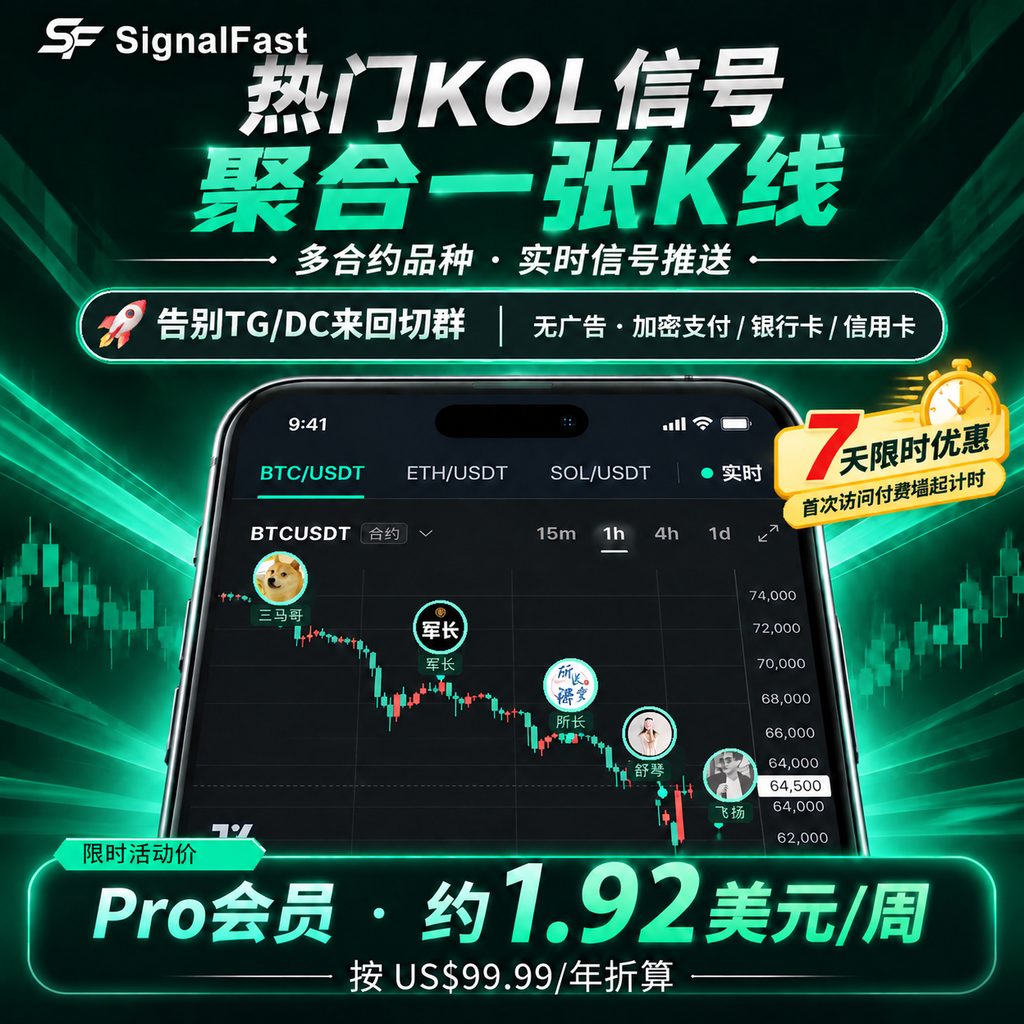 SF SignalFast
热门KOL信号
聚合一张K线
多合约品种 · 实时信号推送
告别TG/DC来回切群 | 无广告 · 加密支付 / 银行卡 / 信用卡
7天限时优惠
首次访问付费墙起计时
9:41
BTC/USDT ETH/USDT SOL/USDT 实时
BTCUSDT 合约 15m 1h 4h 1d
三马哥
军长
军长
所长
舒琴
飞扬
74,000
72,000
70,000
68,000
66,000
64,000
64,500
64,000
62,000
限时活动价
Pro会员 · 约1.92美元/周
按 US$99.99/年折算